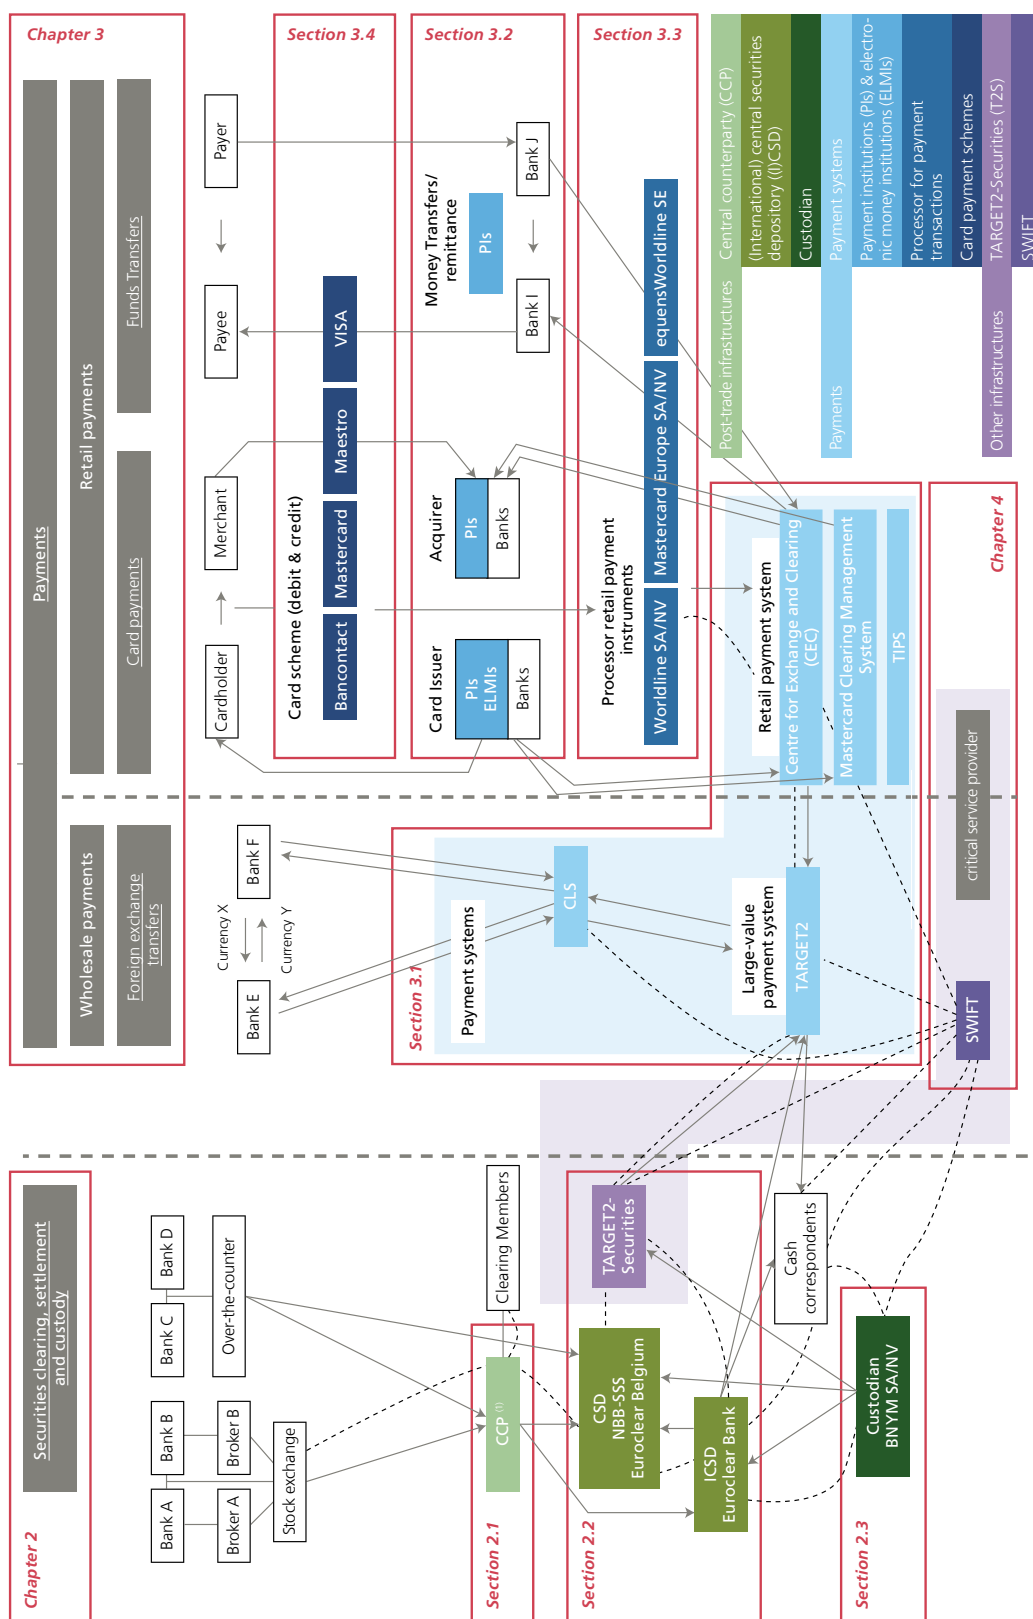 Chapter 2
Securities clearing, settlement
and custody
Bank A
Bank B
Bank C
Bank D
Broker A
Broker B
Over-the-counter
Stock exchange
Section 2.1
CCP (1)
Clearing Members
Section 2.2
CSD
NBB-SSS
Euroclear Belgium
TARGET2-
Securities
ICSD
Euroclear Bank
Cash
correspondents
Section 2.3
Custodian
BNYM SA/NV
Chapter 3
Payments
Wholesale payments
Retail payments
Foreign exchange
transfers
Card payments
Funds Transfers
Bank E
Currency X
Currency Y
Bank F
Cardholder
Merchant
Payee
Payer
Section 3.4
Card scheme (debit & credit)
Bancontact
Mastercard
Maestro
VISA
Section 3.2
Card Issuer
PIs
ELMIs
Banks
Acquirer
PIs
Banks
Money Transfers/
remittance
PIs
Bank I
Bank J
Section 3.3
Processor retail payment
instruments
Worldline SA/NV
Mastercard Europe SA/NV
equensWorldline SE
Section 3.1
Payment systems
CLS
Large-value
payment system
TARGET2
Retail payment system
Centre for Exchange and Clearing
(CEC)
Mastercard Clearing Management
System
TIPS
Chapter 4
SWIFT
critical service provider
Post-trade infrastructures
Central counterparty (CCP)
(International) central securities
depository ((I)CSD)
Custodian
Payments
Payment systems
Payment institutions (PIs) & electro-
nic money institutions (ELMIs)
Processor for payment
transactions
Card payment schemes
Other infrastructures
TARGET2-Securities (T2S)
SWIFT